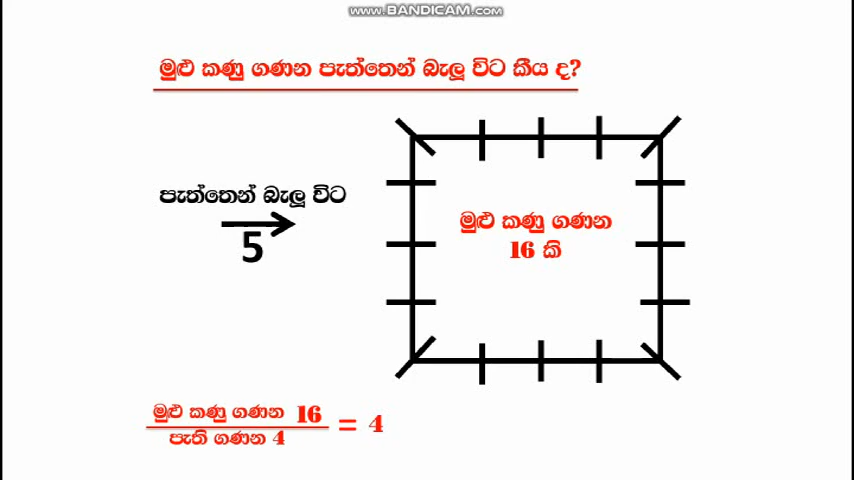 WWW.BANDICAM.COM
මුළු කණු ගණන පැත්තෙන් බැලූ විට කීය ද?
පැත්තෙන් බැලූ විට
5
මුළු කණු ගණන
16 කි
මුළු කණු ගණන 16
පැති ගණන 4
= 4